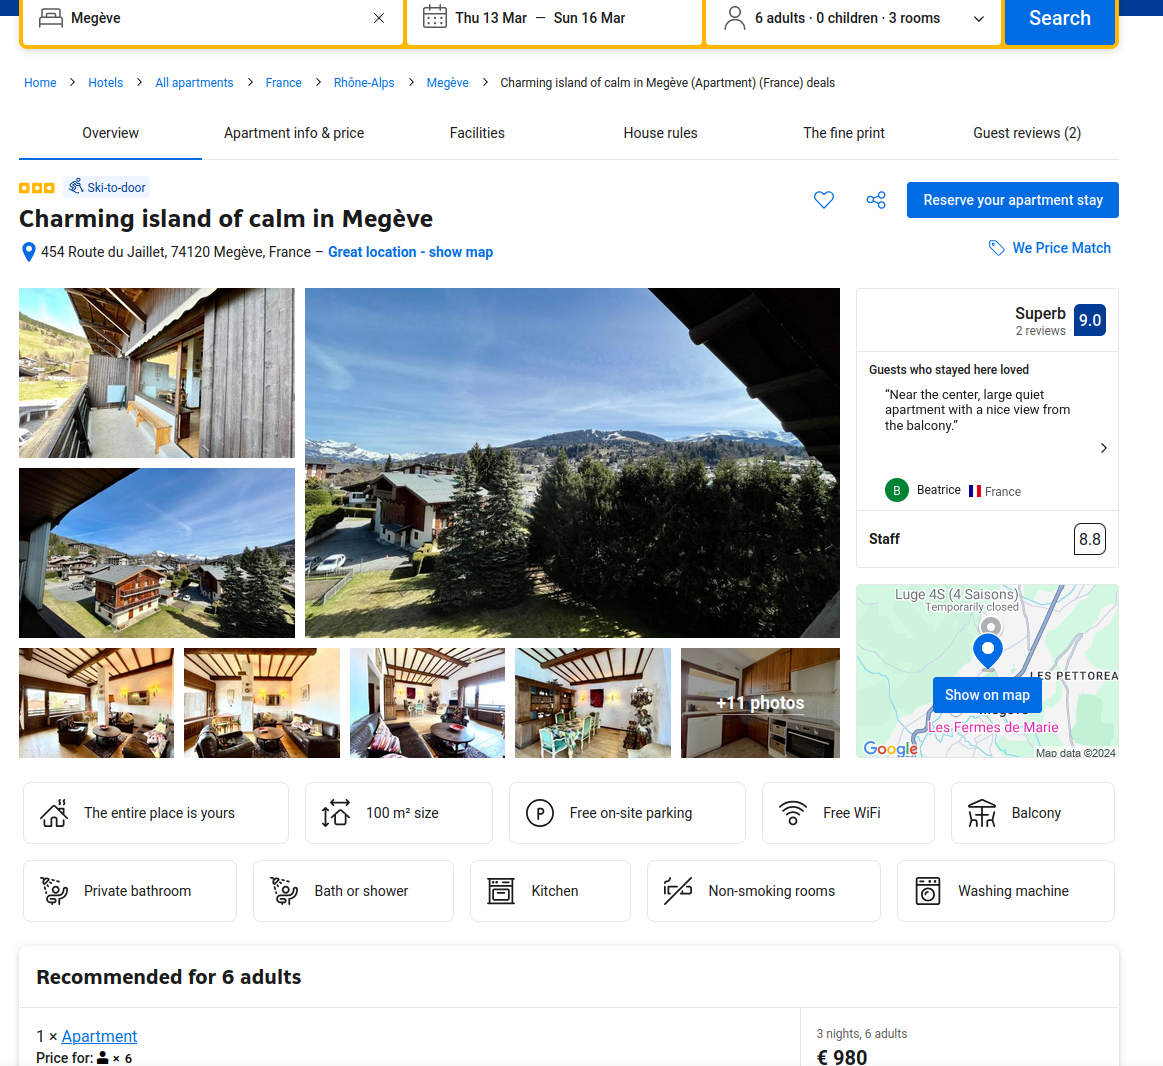 Megève
Thu 13 Mar — Sun 16 Mar
6 adults · 0 children · 3 rooms
Search
Home > Hotels > All apartments > France > Rhône-Alps > Megève > Charming island of calm in Megève (Apartment) (France) deals
Overview
Apartment info & price
Facilities
House rules
The fine print
Guest reviews (2)
Ski-to-door
Charming island of calm in Megève
Reserve your apartment stay
454 Route du Jaillet, 74120 Megève, France – Great location - show map
We Price Match
Superb
2 reviews
9.0
Guests who stayed here loved
“Near the center, large quiet
apartment with a nice view from
the balcony.”
B
Beatrice
France
Staff
8.8
+11 photos
Luge 4S (4 Saisons)
Temporarily closed
LES PETTOREA
Show on map
Les Fermes de Marie
Google
Map data ©2024
The entire place is yours
100 m² size
P
Free on-site parking
Free WiFi
Balcony
Private bathroom
Bath or shower
Kitchen
Non-smoking rooms
Washing machine
Recommended for 6 adults
1 × Apartment
Price for: × 6
3 nights, 6 adults
€ 980